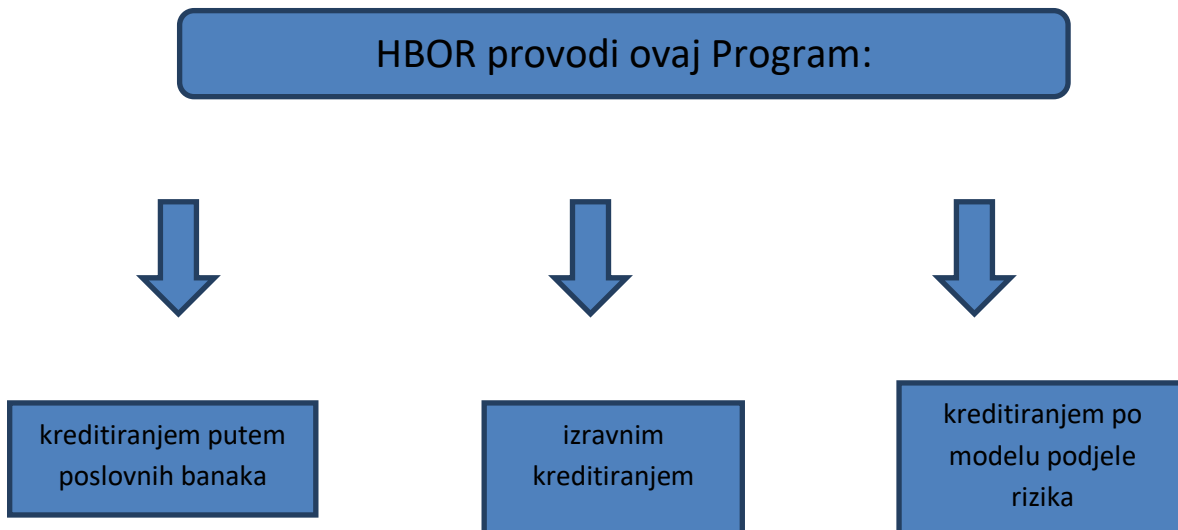 HBOR provodi ovaj Program:
kreditiranjem putem
poslovnih banaka
izravnim
kreditiranjem
kreditiranjem po
modelu podjele
rizika